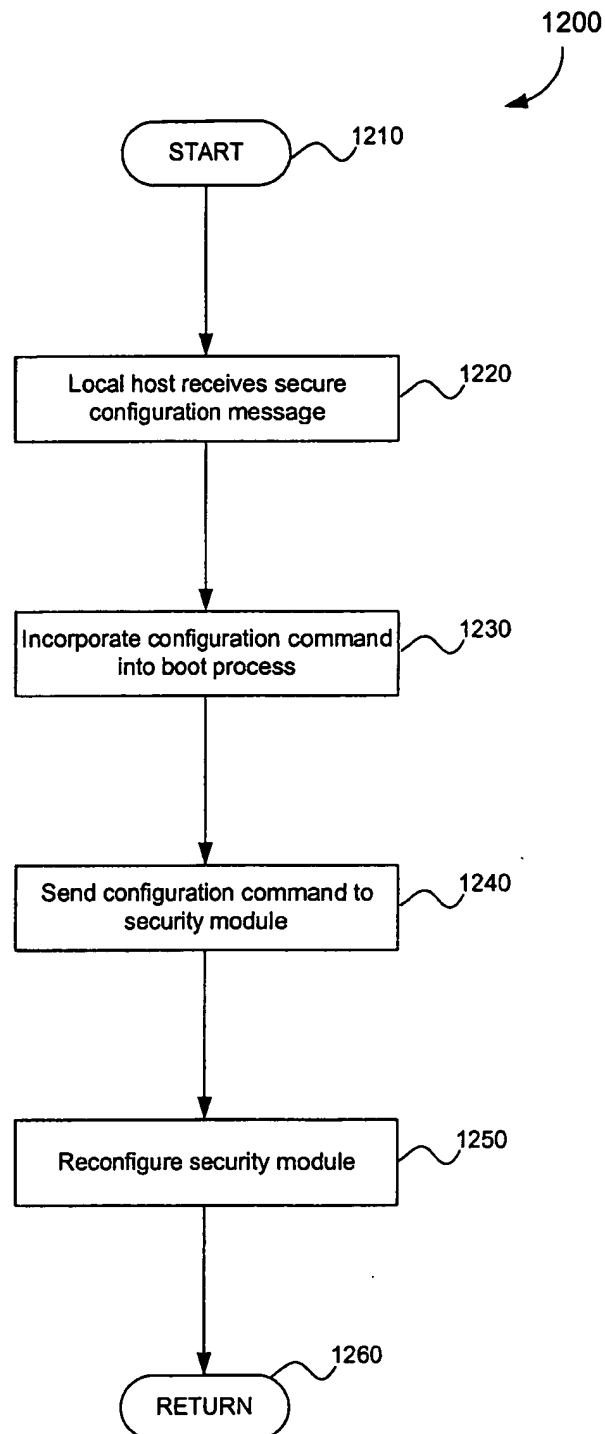 1200
START
1210
Local host receives secure
configuration message
1220
Incorporate configuration command
into boot process
1230
Send configuration command to
security module
1240
Reconfigure security module
1250
1260
RETURN